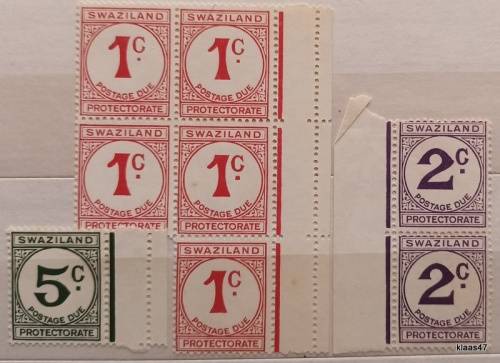 SWAZILAND
1c
POSTAGE DUE
PROTECTORATE
SWAZILAND
1c
POSTAGE DUE
PROTECTORATE
SWAZILAND
1c
POSTAGE DUE
PROTECTORATE
SWAZILAND
1c
POSTAGE DUE
PROTECTORATE
SWAZILAND
1c
POSTAGE DUE
PROTECTORATE
SWAZILAND
2c
POSTAGE DUE
PROTECTORATE
SWAZILAND
2c
POSTAGE DUE
PROTECTORATE
SWAZILAND
5c
POSTAGE DUE
PROTECTORATE
klaas47